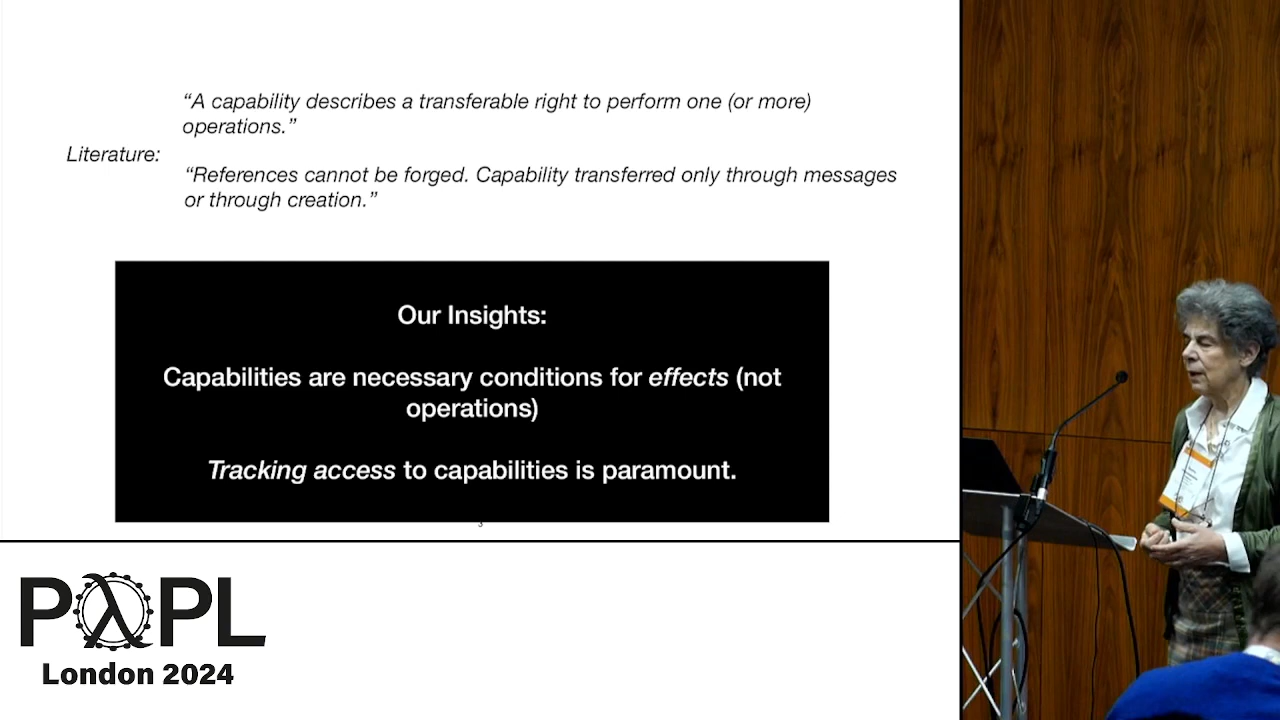 “A capability describes a transferable right to perform one (or more)
operations.”
Literature:
“References cannot be forged. Capability transferred only through messages
or through creation.”
Our Insights:
Capabilities are necessary conditions for effects (not
operations)
Tracking access to capabilities is paramount.
3
PλPL
London 2024